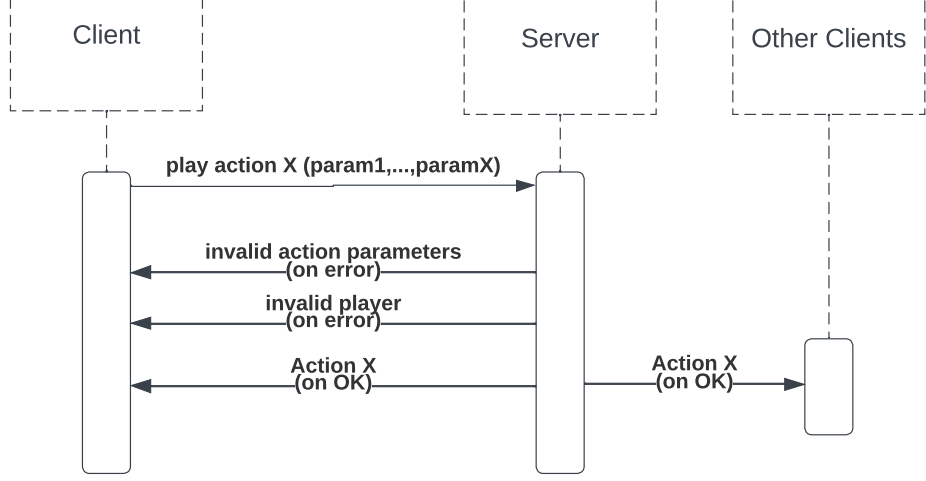 Client
Server
Other Clients
play action X (param1,...,paramX)
invalid action parameters
(on error)
invalid player
(on error)
Action X
(on OK)
Action X
(on OK)